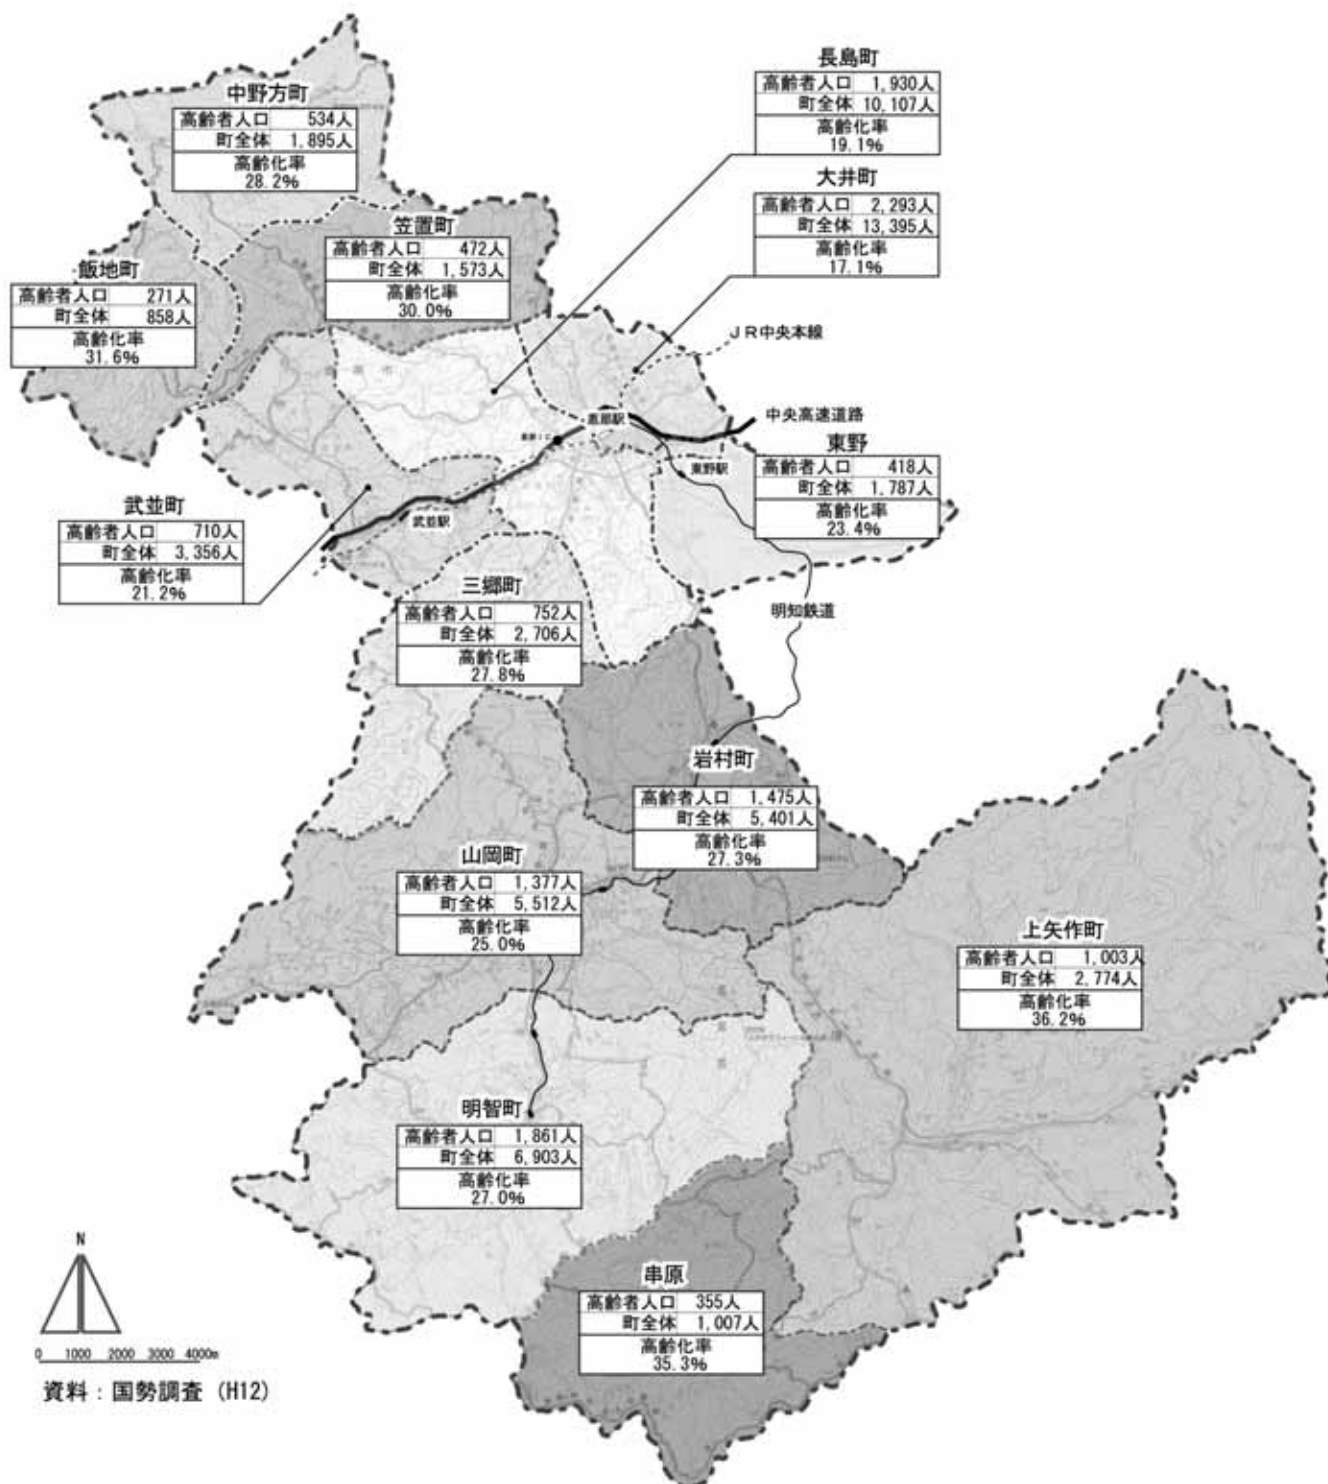 長島町
高齢者人口 1,930人
町全体 10,107人
高齢化率
19.1%
中野方町
高齢者人口 534人
町全体 1,895人
高齢化率
28.2%
大井町
高齢者人口 2,293人
町全体 13,395人
高齢化率
17.1%
笠置町
高齢者人口 472人
町全体 1,573人
高齢化率
30.0%
飯地町
高齢者人口 271人
町全体 858人
高齢化率
31.6%
JR中央本線
中央高速道路
恵那駅
東野駅
東野
高齢者人口 418人
町全体 1,787人
高齢化率
23.4%
武並駅
武並町
高齢者人口 710人
町全体 3,356人
高齢化率
21.2%
三郷町
高齢者人口 752人
町全体 2,706人
高齢化率
27.8%
明知鉄道
岩村町
高齢者人口 1,475人
町全体 5,401人
高齢化率
27.3%
山岡町
高齢者人口 1,377人
町全体 5,512人
高齢化率
25.0%
上矢作町
高齢者人口 1,003人
町全体 2,774人
高齢化率
36.2%
明智町
高齢者人口 1,861人
町全体 6,903人
高齢化率
27.0%
串原
高齢者人口 355人
町全体 1,007人
高齢化率
35.3%
N
0 1000 2000 3000 4000m
資料：国勢調査 (H12)